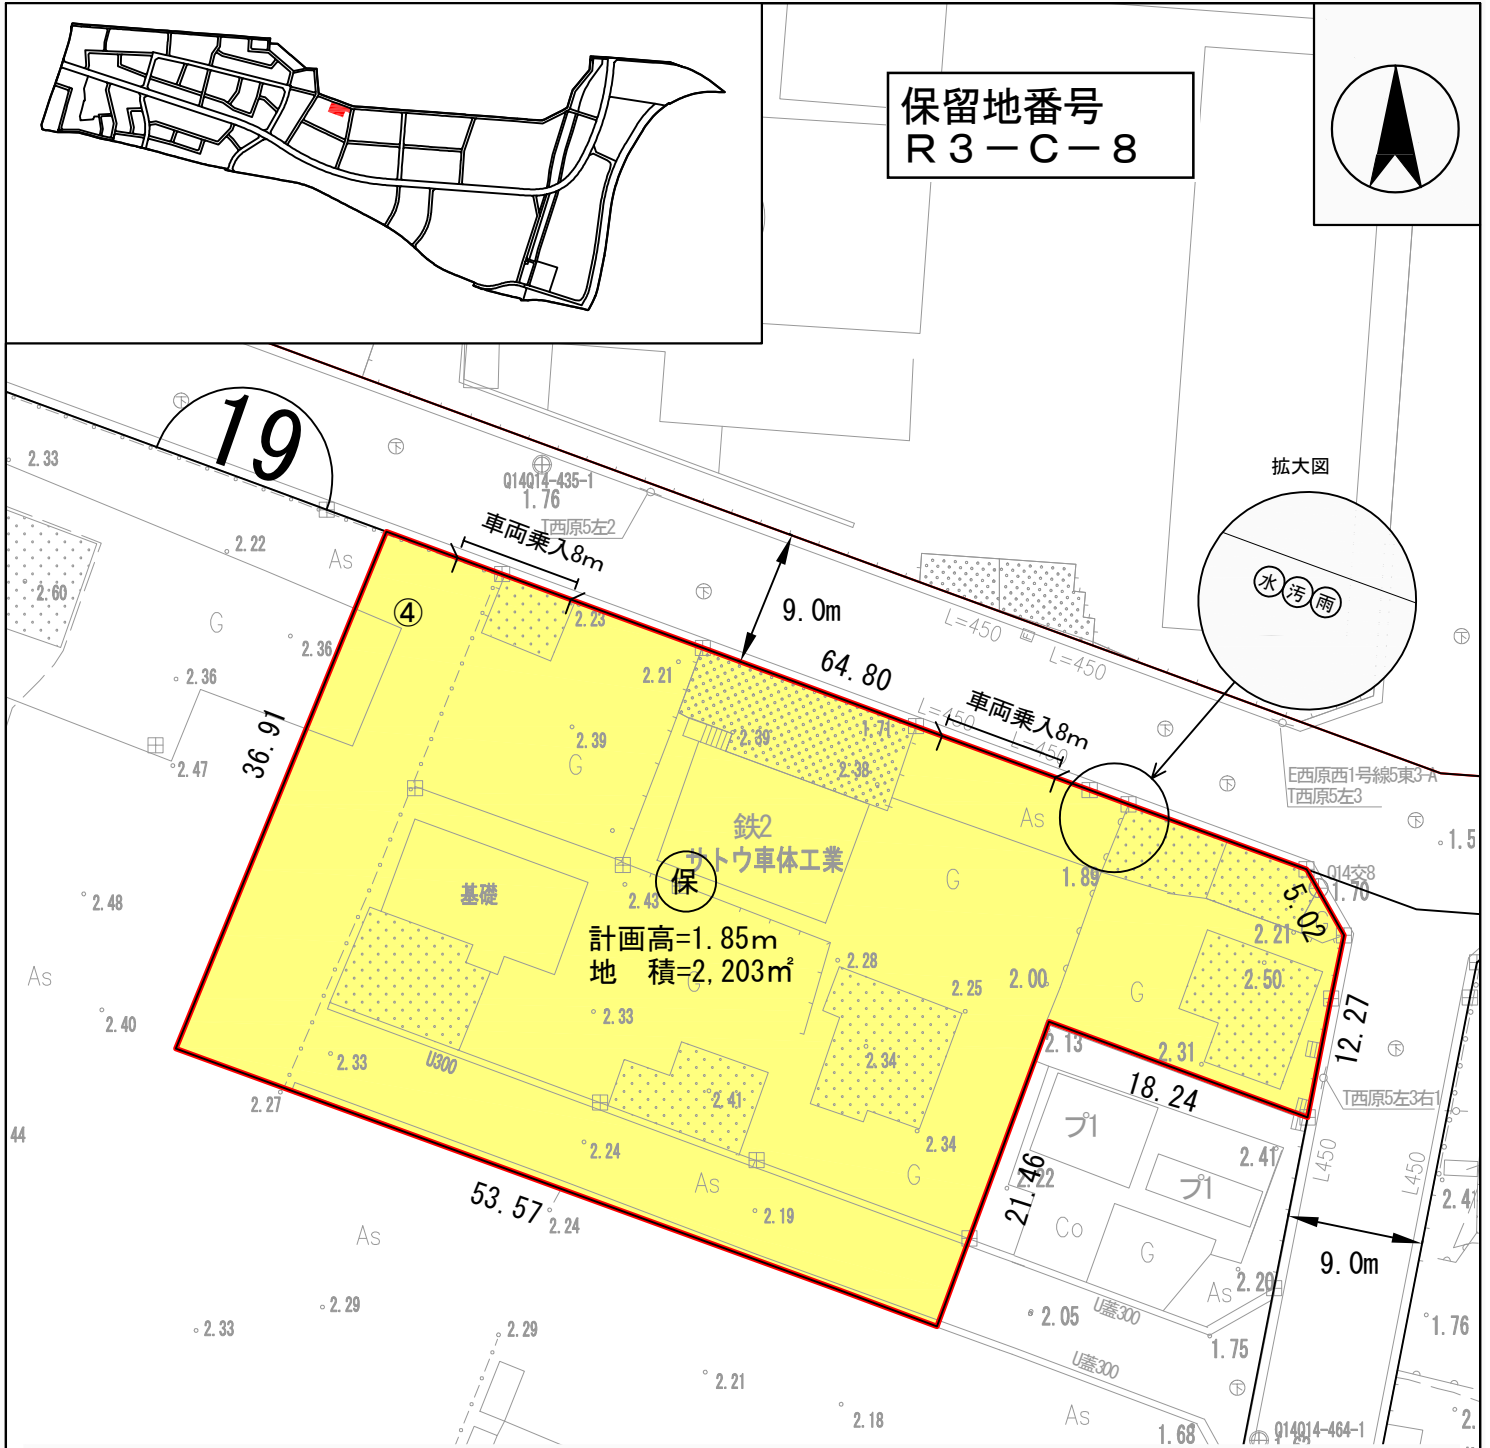 保留地番号
R3-C-8
19
2.33
Q14Q14-435-1
1.76
T西原5左2
拡大図
2.22
As
車両乗入8m
2.60
G
④
2.23
9.0m
水 汚 雨
L=450
L=450
2.36
2.36
2.21
64.80
36.91
2.47
2.39
G
2.39
1.71
2.38
L=450
車両乗入8m
L=450
E西原西1号線5東3-A
T西原5左3
As
1.5
鉄2
サトウ車体工業
保
基礎
2.43
G
1.89
Q14交8
1.70
5.02
G
2.48
計画高=1.85m
地 積=2,203㎡
G
2.28
2.25
2.00
G
2.21
2.50
As
2.40
2.33
2.33
U300
2.34
2.13
2.31
12.27
2.27
2.41
18.24
T西原5左3右1
44
2.24
2.34
プ1
2.41
L450
L450
As
G
21.46
2.22
プ1
2.41
53.57
2.24
2.19
Co
G
As
9.0m
2.20
As
2.29
2.33
2.29
2.05
U蓋300
1.76
1.75
U蓋300
2.21
2.18
As
1.68
Q14Q14-464-1
2.